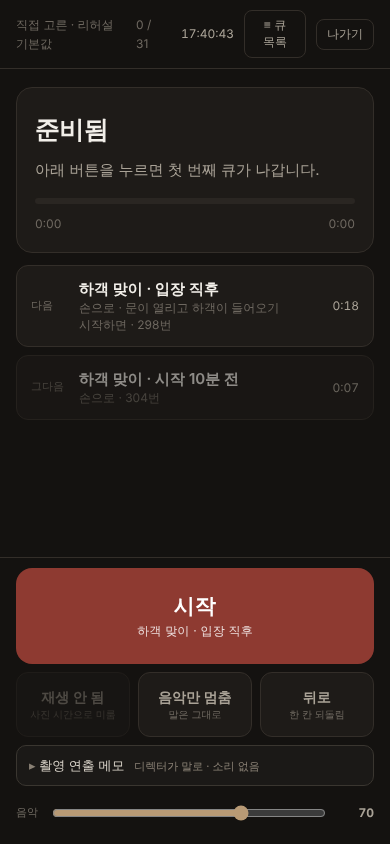 직접 고른 · 리허설
기본값
0 /
31
17:40:43
≡ 큐
목록
나가기
준비됨
아래 버튼을 누르면 첫 번째 큐가 나갑니다.
0:00
0:00
다음
하객 맞이 · 입장 직후
손으로 · 문이 열리고 하객이 들어오기
시작하면 · 298번
0:18
그다음
하객 맞이 · 시작 10분 전
손으로 · 304번
0:07
시작
하객 맞이 · 입장 직후
재생 안 됨
사진 시간으로 미룸
음악만 멈춤
말은 그대로
뒤로
한 칸 되돌림
▸ 촬영 연출 메모 디렉터가 말로 · 소리 없음
음악
70